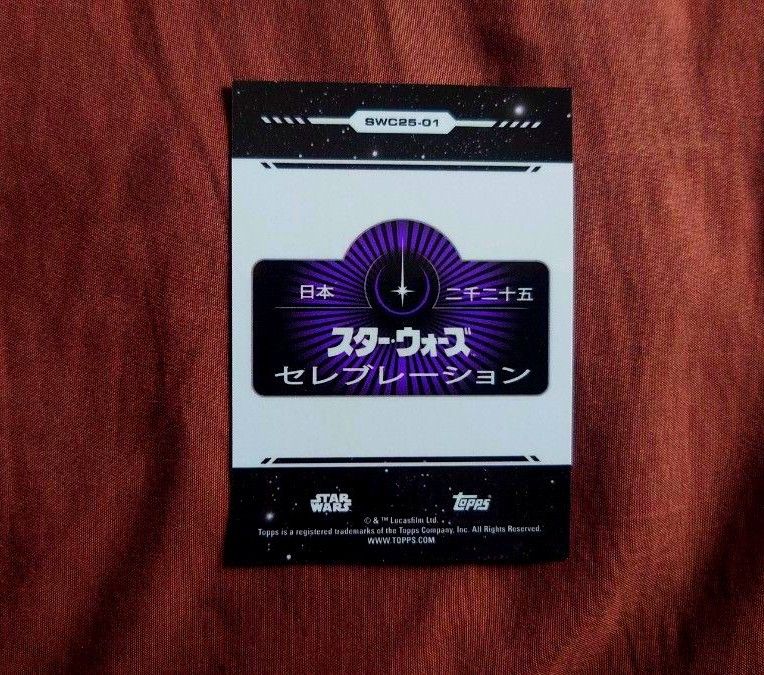 SWC25-01
日本 二千二十五
スター・ウォーズ
セレブレーション
STAR WARS
Topps
© & ™ Lucasfilm Ltd.
Topps is a registered trademarks of the Topps Company, Inc. All Rights Reserved.
WWW.TOPPS.COM